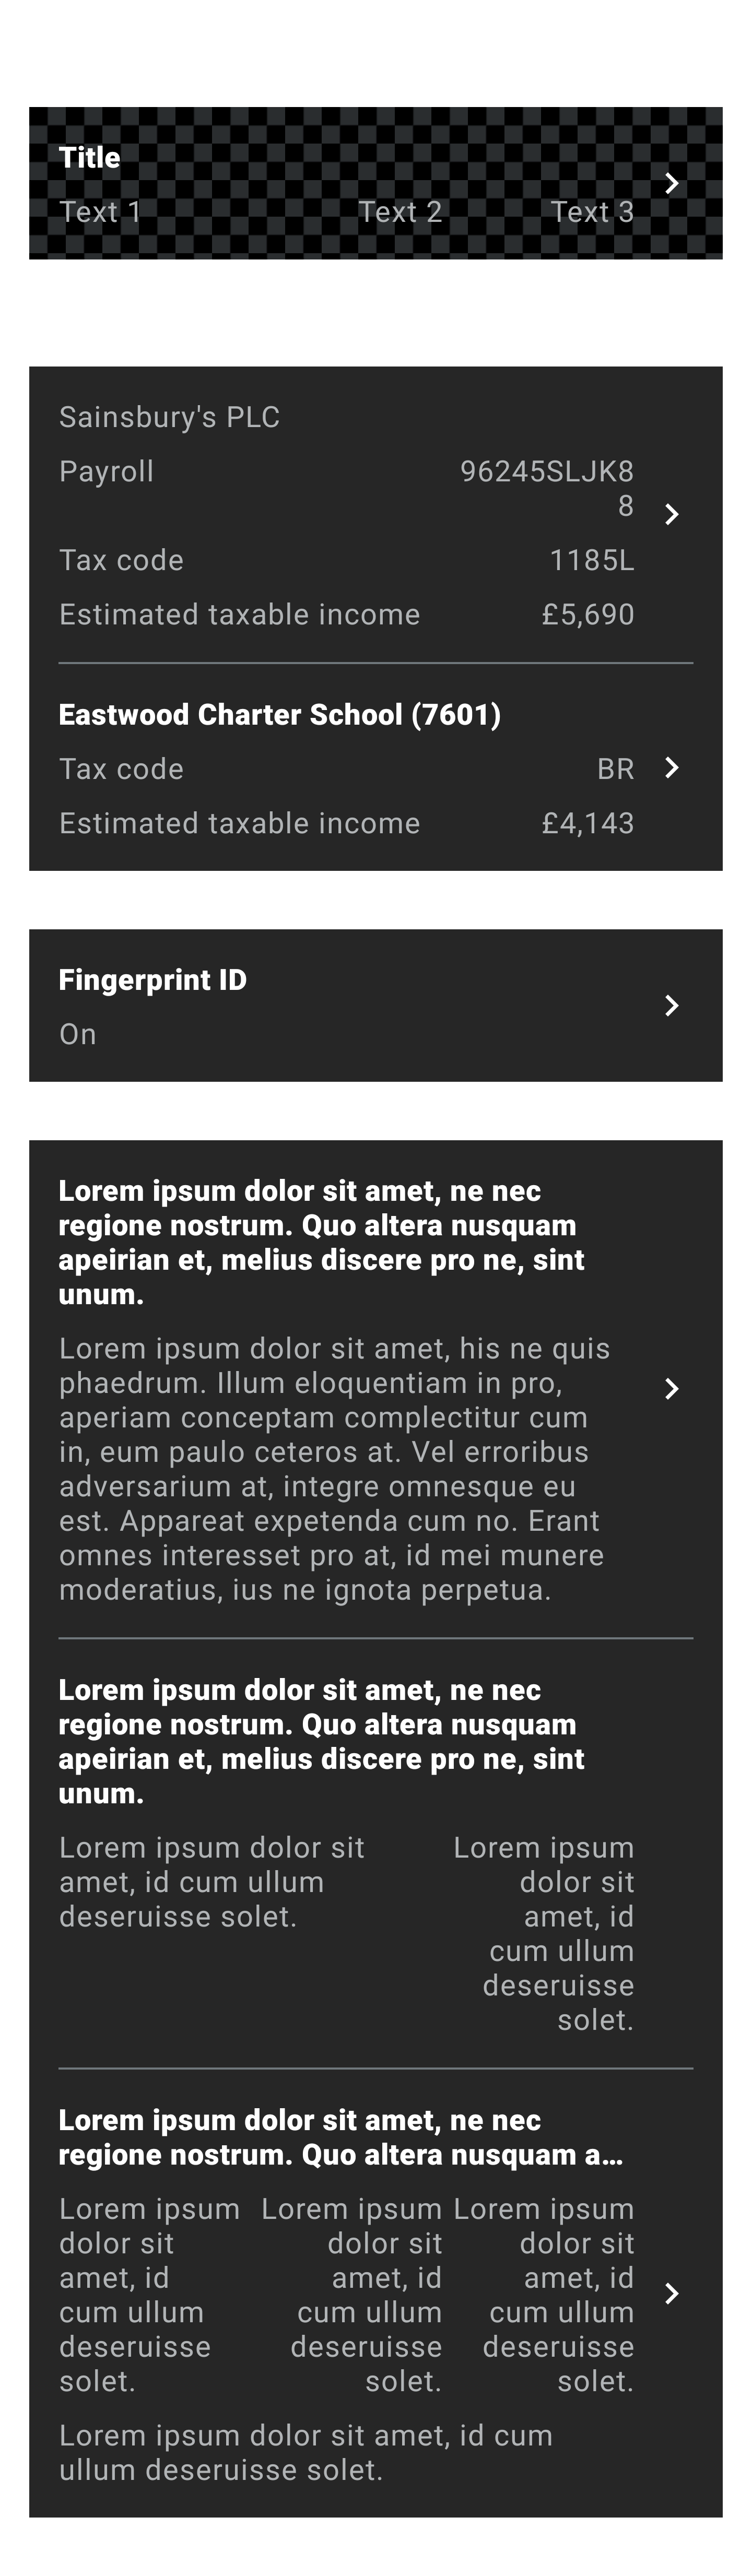 Title
Text 1 Text 2 Text 3
Sainsbury's PLC
Payroll 96245SLJK8
8
Tax code 1185L
Estimated taxable income £5,690
Eastwood Charter School (7601)
Tax code BR
Estimated taxable income £4,143
Fingerprint ID
On
Lorem ipsum dolor sit amet, ne nec
regione nostrum. Quo altera nusquam
apeirian et, melius discere pro ne, sint
unum.
Lorem ipsum dolor sit amet, his ne quis
phaedrum. Illum eloquentiam in pro,
aperiam conceptam complectitur cum
in, eum paulo ceteros at. Vel erroribus
adversarium at, integre omnesque eu
est. Appareat expetenda cum no. Erant
omnes interesset pro at, id mei munere
moderatius, ius ne ignota perpetua.
Lorem ipsum dolor sit amet, ne nec
regione nostrum. Quo altera nusquam
apeirian et, melius discere pro ne, sint
unum.
Lorem ipsum dolor sit
amet, id cum ullum
deseruisse solet.
Lorem ipsum
dolor sit
amet, id
cum ullum
deseruisse
solet.
Lorem ipsum dolor sit amet, ne nec
regione nostrum. Quo altera nusquam a…
Lorem ipsum
dolor sit
amet, id
cum ullum
deseruisse
solet.
Lorem ipsum
dolor sit
amet, id
cum ullum
deseruisse
solet.
Lorem ipsum
dolor sit
amet, id
cum ullum
deseruisse
solet.
Lorem ipsum dolor sit amet, id cum
ullum deseruisse solet.